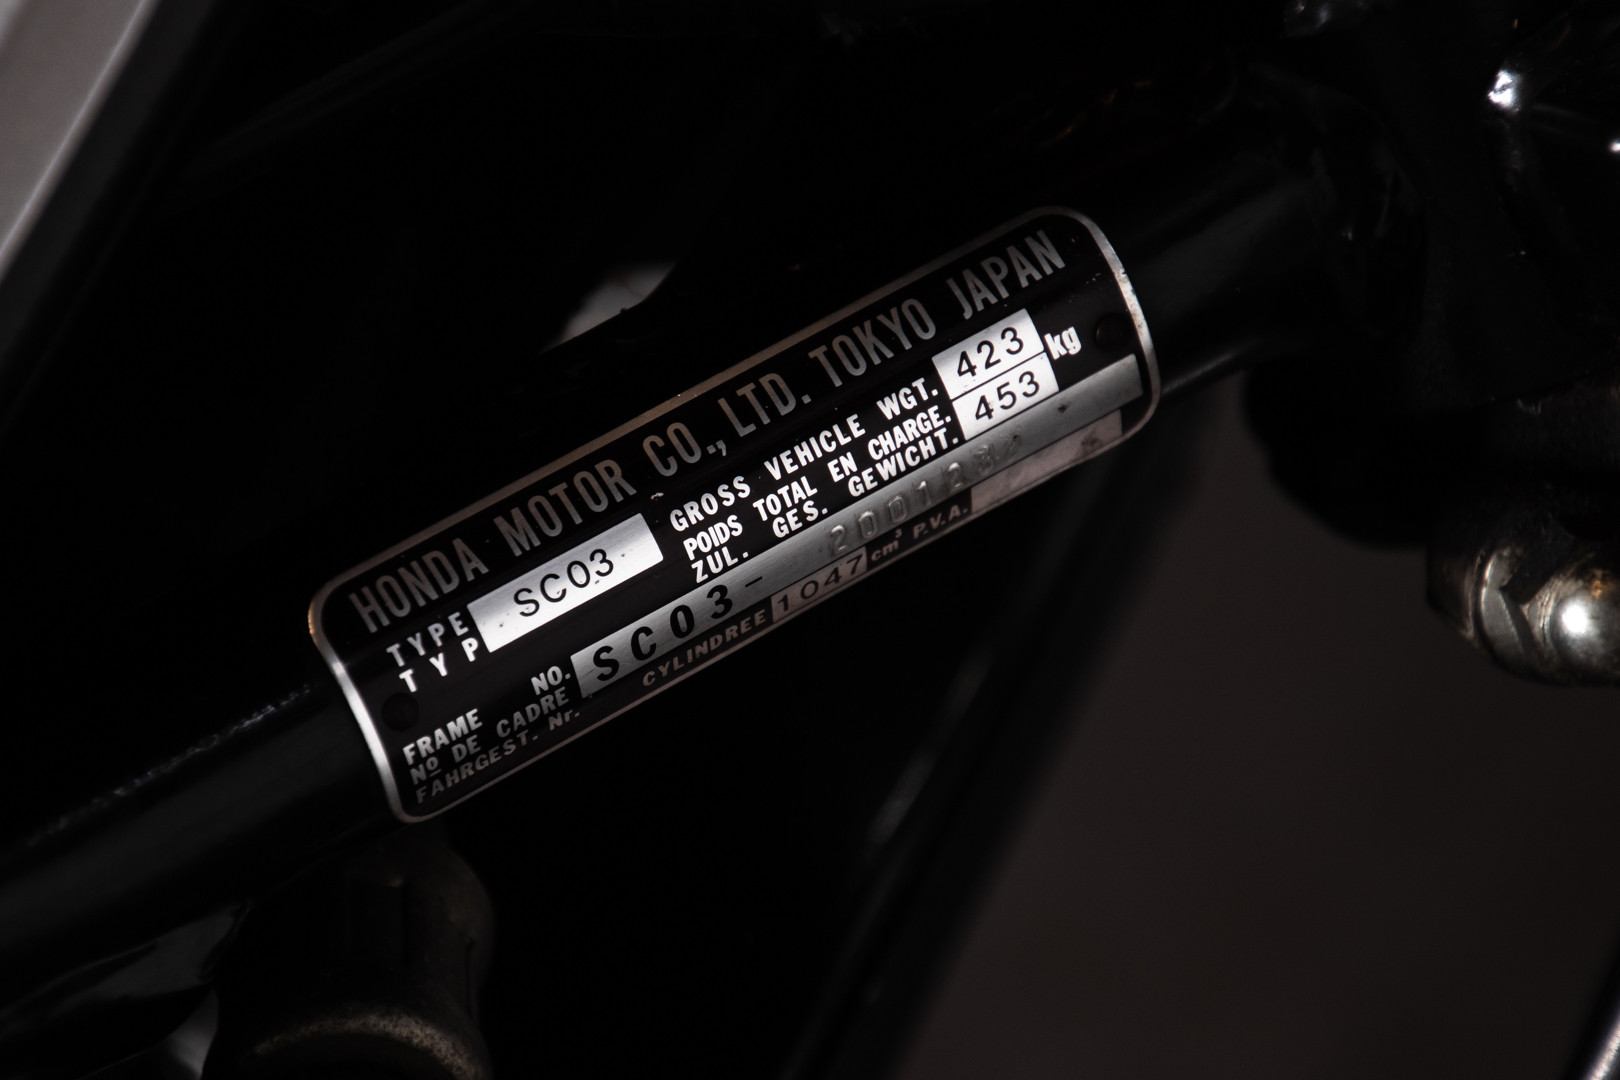 HONDA MOTOR CO., LTD. TOKYO JAPAN
TYPE
TYP
SC03
GROSS VEHICLE WGT.
POIDS TOTAL EN CHARGE.
ZUL. GES. GEWICHT.
423
453
kg
FRAME NO.
Nº DE CADRE
FAHRGEST. Nr.
SC03-
CYLINDREE 1047 cm³ P.V.A.